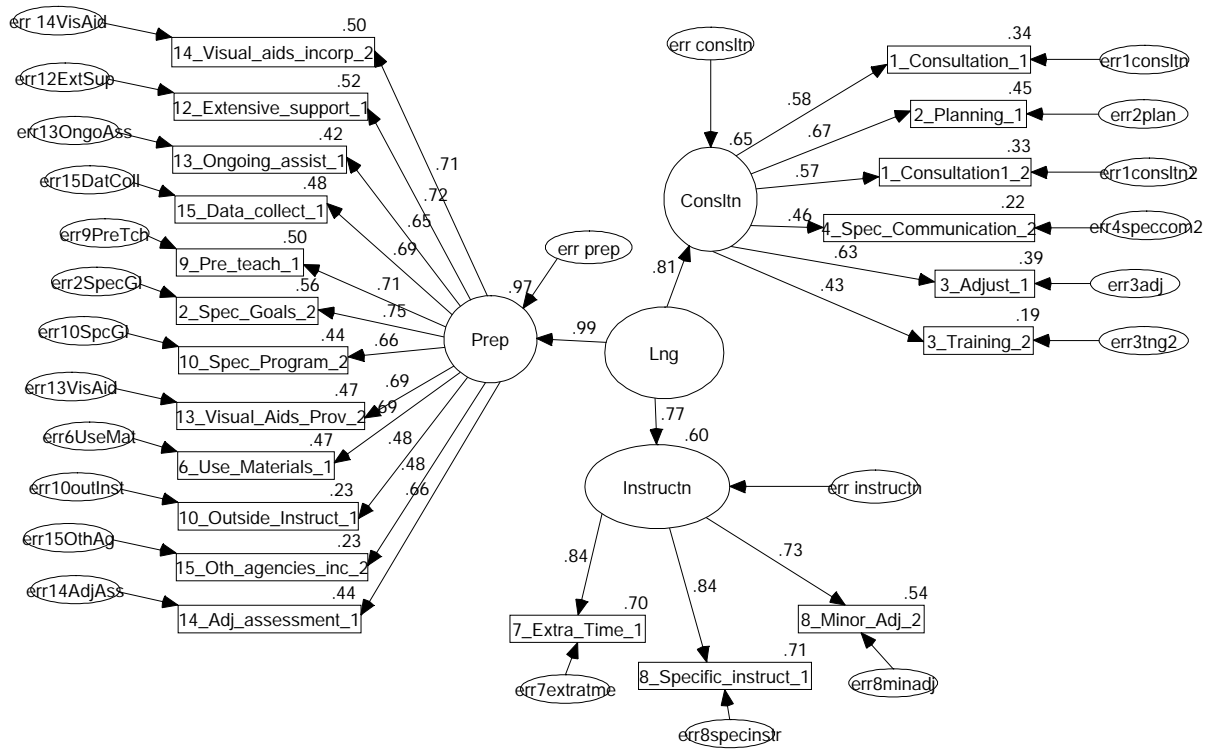 err 14VisAid
.50
14_Visual_aids_incorp_2
err12ExtSup
.52
12_Extensive_support_1
err13OngoAss
.42
13_Ongoing_assist_1
err15DatColl
.48
15_Data_collect_1
err9PreTch
.50
9_Pre_teach_1
err2SpecGl
.56
2_Spec_Goals_2
err10SpcGl
.44
10_Spec_Program_2
err13VisAid
.47
13_Visual_Aids_Prov_2
err6UseMat
.47
6_Use_Materials_1
err10outInst
.23
10_Outside_Instruct_1
err15OthAg
.23
15_Oth_agencies_inc_2
err14AdjAss
.44
14_Adj_assessment_1
.71
.72
.65
.69
.71
.75
.66
.69
.69
.48
.48
.66
Prep
.97
err prep
.99
Lng
.81
.77
err consltn
.65
Consltn
.58
.67
.57
.46
.63
.43
.34
1_Consultation_1
err1consltn
.45
2_Planning_1
err2plan
.33
1_Consultation1_2
err1consltn2
.22
4_Spec_Communication_2
err4speccom2
.39
3_Adjust_1
err3adj
.19
3_Training_2
err3tng2
.60
Instructn
err instructn
.84
.84
.73
.70
7_Extra_Time_1
err7extratme
.71
8_Specific_instruct_1
err8specinstr
.54
8_Minor_Adj_2
err8minadj